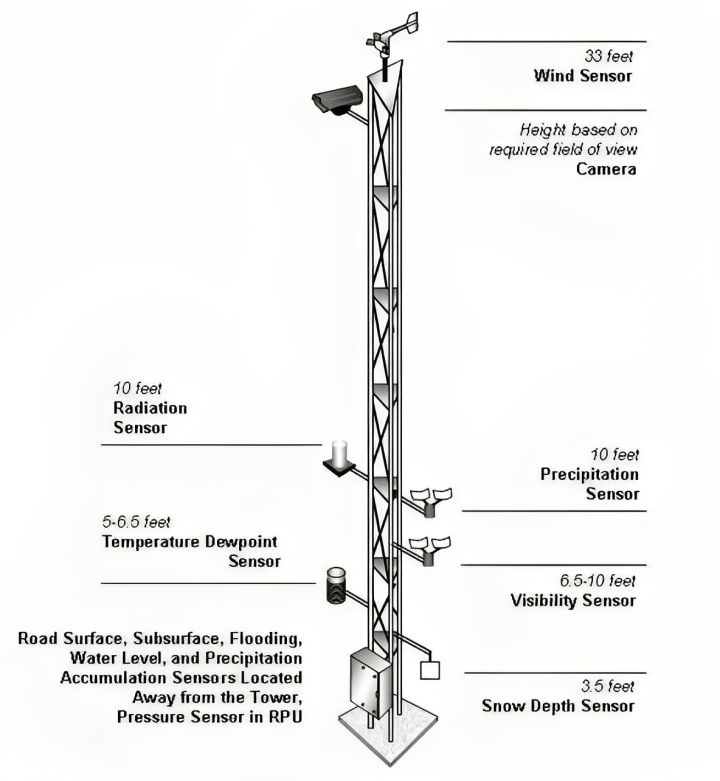 33 feet
Wind Sensor
Height based on
required field of view
Camera
10 feet
Radiation
Sensor
10 feet
Precipitation
Sensor
5-6.5 feet
Temperature Dewpoint
Sensor
6.5-10 feet
Visibility Sensor
Road Surface, Subsurface, Flooding,
Water Level, and Precipitation
Accumulation Sensors Located
Away from the Tower,
Pressure Sensor in RPU
3.5 feet
Snow Depth Sensor